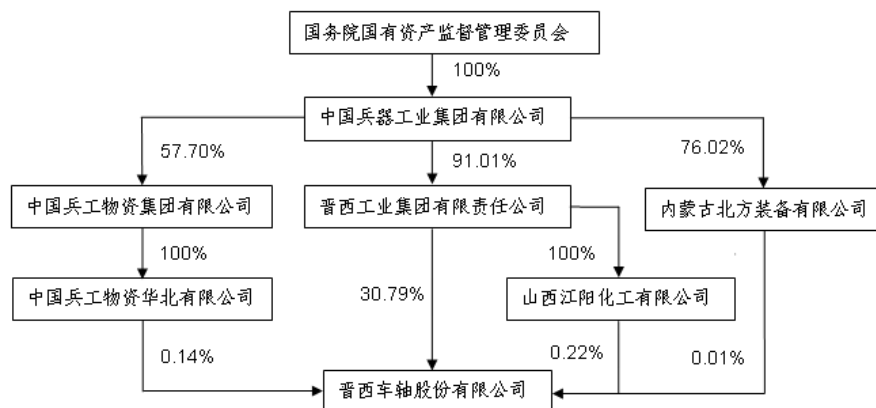 国务院国有资产监督管理委员会
100%
中国兵器工业集团有限公司
57.70%
91.01%
76.02%
中国兵工物资集团有限公司
晋西工业集团有限责任公司
内蒙古北方装备有限公司
100%
100%
中国兵工物资华北有限公司
30.79%
山西江阳化工有限公司
0.14%
0.22%
0.01%
晋西车轴股份有限公司